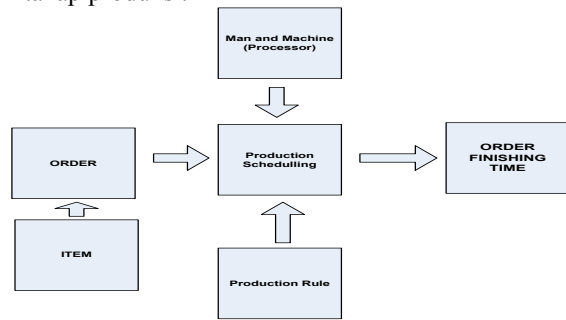 Man and Machine
(Processor)
ORDER
Production
Schedulling
ORDER
FINISHING
TIME
ITEM
Production Rule